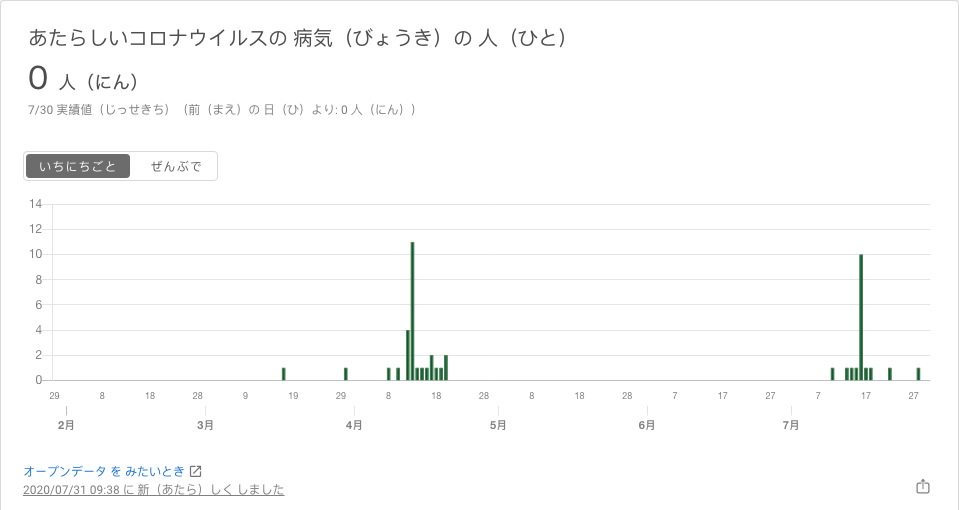 あたらしいコロナウイルスの 病気（びょうき）の 人（ひと）
0 人（にん）
7/30 実績値（じっせきち）（前（まえ）の 日（ひ）より: 0 人（にん））
いちにちごと ぜんぶで
14
12
10
8
6
4
2
0
29 8 18 28 9 19 29 8 18 28 8 18 28 7 17 27 7 17 27
2月 3月 4月 5月 6月 7月
オープンデータ を みたいとき
2020/07/31 09:38 に 新（あたら）しく しました